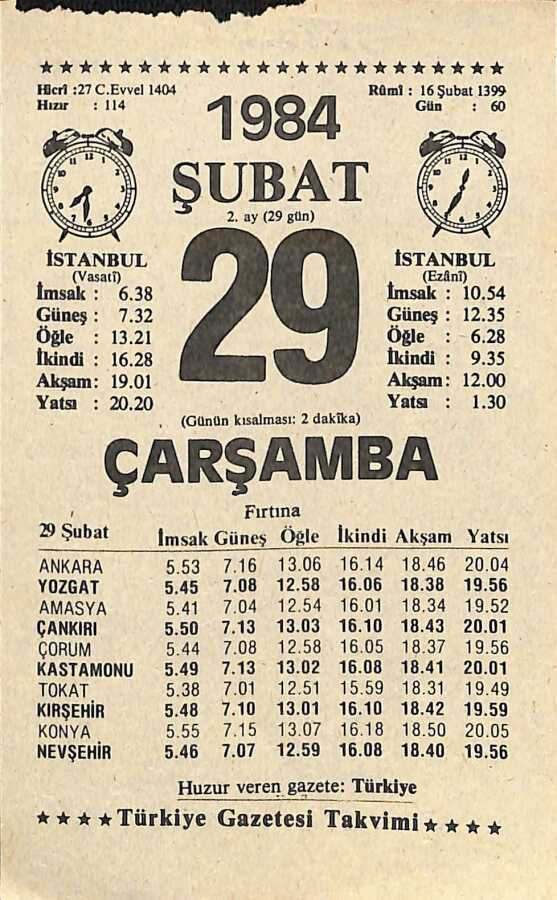 Hicrî :27 C.Evvel 1404
Hızır : 114
Rûmî : 16 Şubat 1399
Gün : 60
1984
ŞUBAT
2. ay (29 gün)
29
İSTANBUL
(Vasatî)
İmsak : 6.38
Güneş : 7.32
Öğle : 13.21
İkindi : 16.28
Akşam : 19.01
Yatsı : 20.20
İSTANBUL
(Ezânî)
İmsak : 10.54
Güneş : 12.35
Öğle : 6.28
İkindi : 9.35
Akşam : 12.00
Yatsı : 1.30
(Günün kısalması: 2 dakîka)
ÇARŞAMBA
Fırtına
29 Şubat İmsak Güneş Öğle İkindi Akşam Yatsı
ANKARA 5.53 7.16 13.06 16.14 18.46 20.04
YOZGAT 5.45 7.08 12.58 16.06 18.38 19.56
AMASYA 5.41 7.04 12.54 16.01 18.34 19.52
ÇANKIRI 5.50 7.13 13.03 16.10 18.43 20.01
ÇORUM 5.44 7.08 12.58 16.05 18.37 19.56
KASTAMONU 5.49 7.13 13.02 16.08 18.41 20.01
TOKAT 5.38 7.01 12.51 15.59 18.31 19.49
KIRŞEHİR 5.48 7.10 13.01 16.10 18.42 19.59
KONYA 5.55 7.15 13.07 16.18 18.50 20.05
NEVŞEHİR 5.46 7.07 12.59 16.08 18.40 19.56
Huzur veren gazete: Türkiye
Türkiye Gazetesi Takvimi